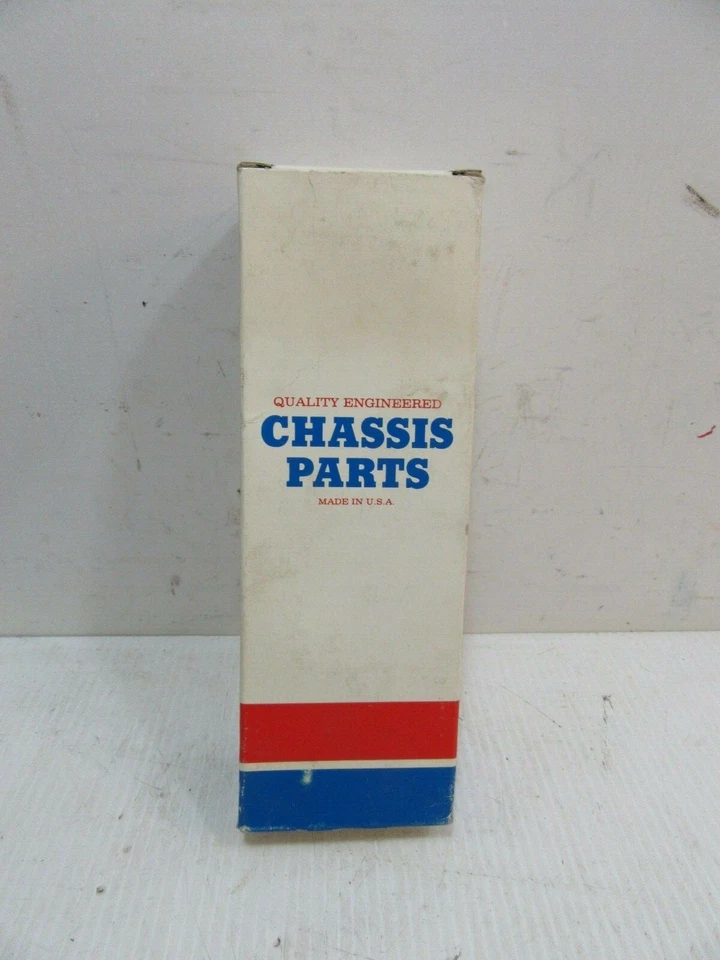 QUALITY ENGINEERED
CHASSIS
PARTS
MADE IN U.S.A.